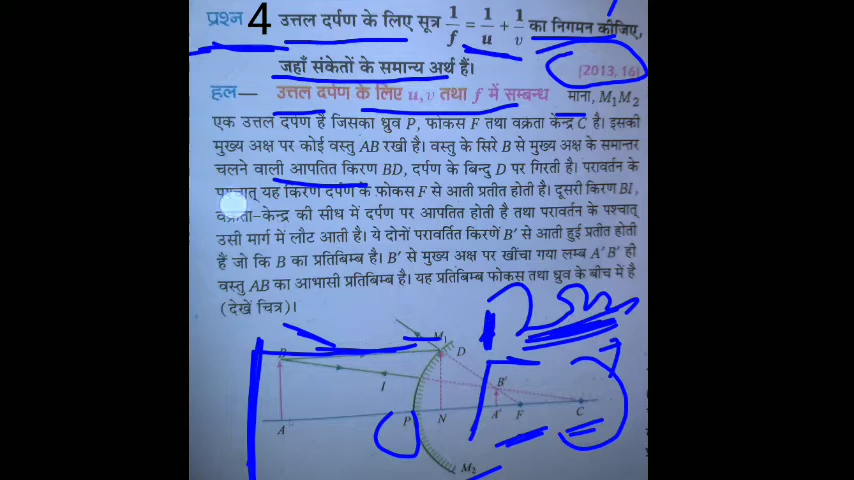 प्रश्न 4 उत्तल दर्पण के लिए सूत्र 1/f = 1/u + 1/v का निगमन कीजिए,
जहाँ संकेतों के सामान्य अर्थ हैं।
[2013, 16]
हल— उत्तल दर्पण के लिए u, v तथा f में सम्बन्ध माना, M₁M₂
एक उत्तल दर्पण है जिसका ध्रुव P, फोकस F तथा वक्रता केन्द्र C है। इसकी
मुख्य अक्ष पर कोई वस्तु AB रखी है। वस्तु के सिरे B से मुख्य अक्ष के समान्तर
चलने वाली आपतित किरण BD, दर्पण के बिन्दु D पर गिरती है। परावर्तन के
पश्चात् यह किरण दर्पण के फोकस F से आती प्रतीत होती है। दूसरी किरण BI,
वक्रता-केन्द्र की सीध में दर्पण पर आपतित होती है तथा परावर्तन के पश्चात्
उसी मार्ग में लौट आती है। ये दोनों परावर्तित किरणें B′ से आती हुई प्रतीत होती
हैं जो कि B का प्रतिबिम्ब है। B′ से मुख्य अक्ष पर खींचा गया लम्ब A′B′ ही
वस्तु AB का आभासी प्रतिबिम्ब है। यह प्रतिबिम्ब फोकस तथा ध्रुव के बीच में है
(देखें चित्र)।
M₁
D
B
I
B′
A
P
N
A′
F
C
M₂